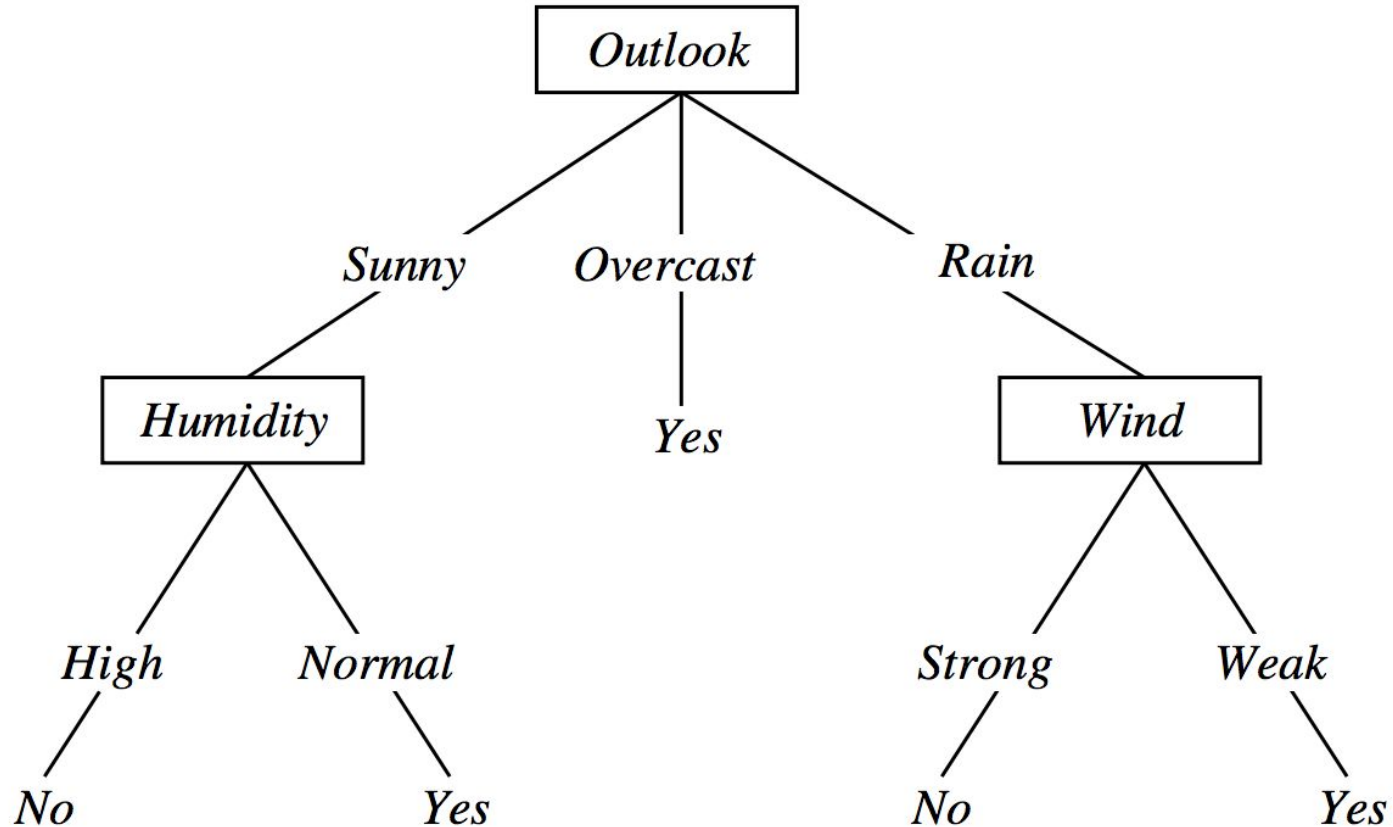 Outlook
Sunny Overcast Rain
Humidity Yes Wind
High Normal Strong Weak
No Yes No Yes